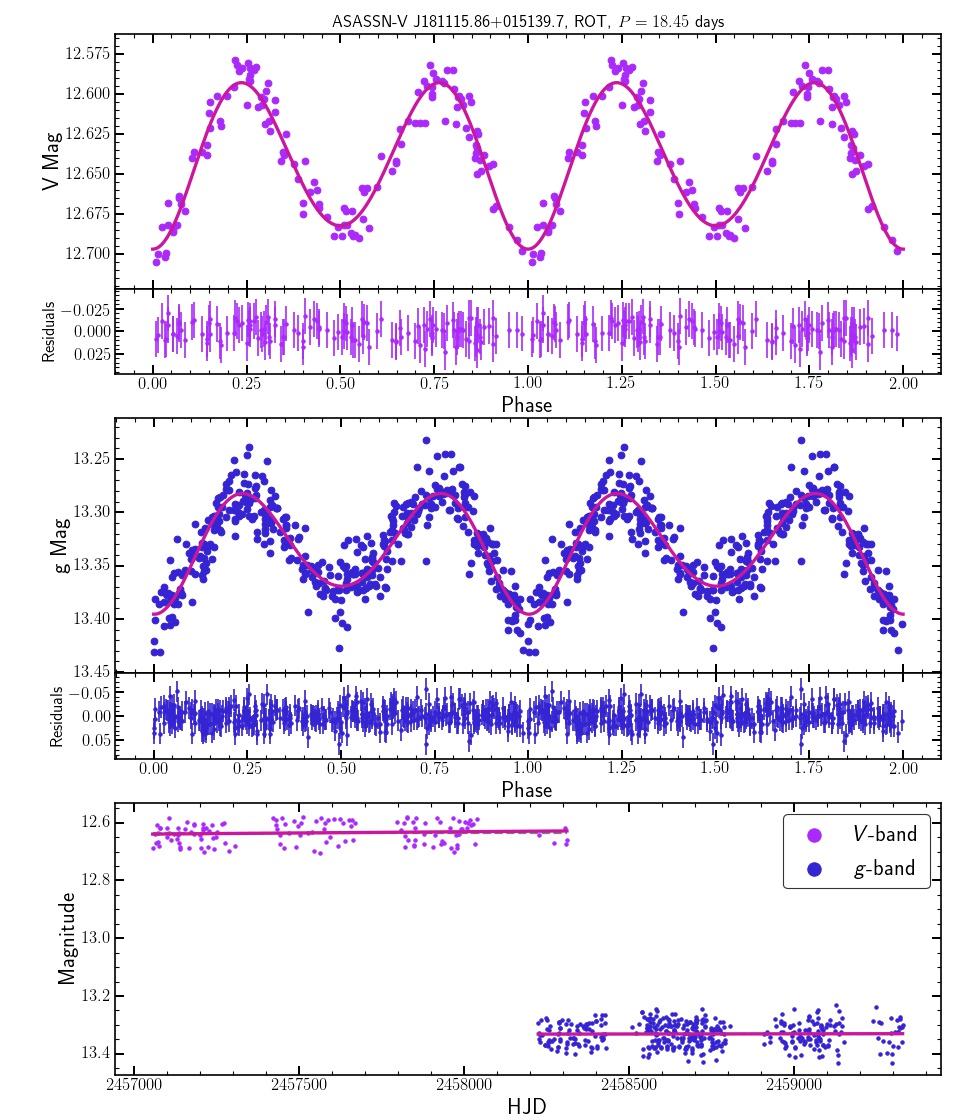 ASASSN-V J181115.86+015139.7, ROT, P = 18.45 days
12.575
12.600
12.625
12.650
12.675
12.700
V Mag
−0.025
0.000
0.025
Residuals
0.00 0.25 0.50 0.75 1.00 1.25 1.50 1.75 2.00
Phase
13.25
13.30
13.35
13.40
13.45
g Mag
−0.05
0.00
0.05
Residuals
0.00 0.25 0.50 0.75 1.00 1.25 1.50 1.75 2.00
Phase
12.6
12.8
13.0
13.2
13.4
Magnitude
V-band
g-band
2457000 2457500 2458000 2458500 2459000
HJD